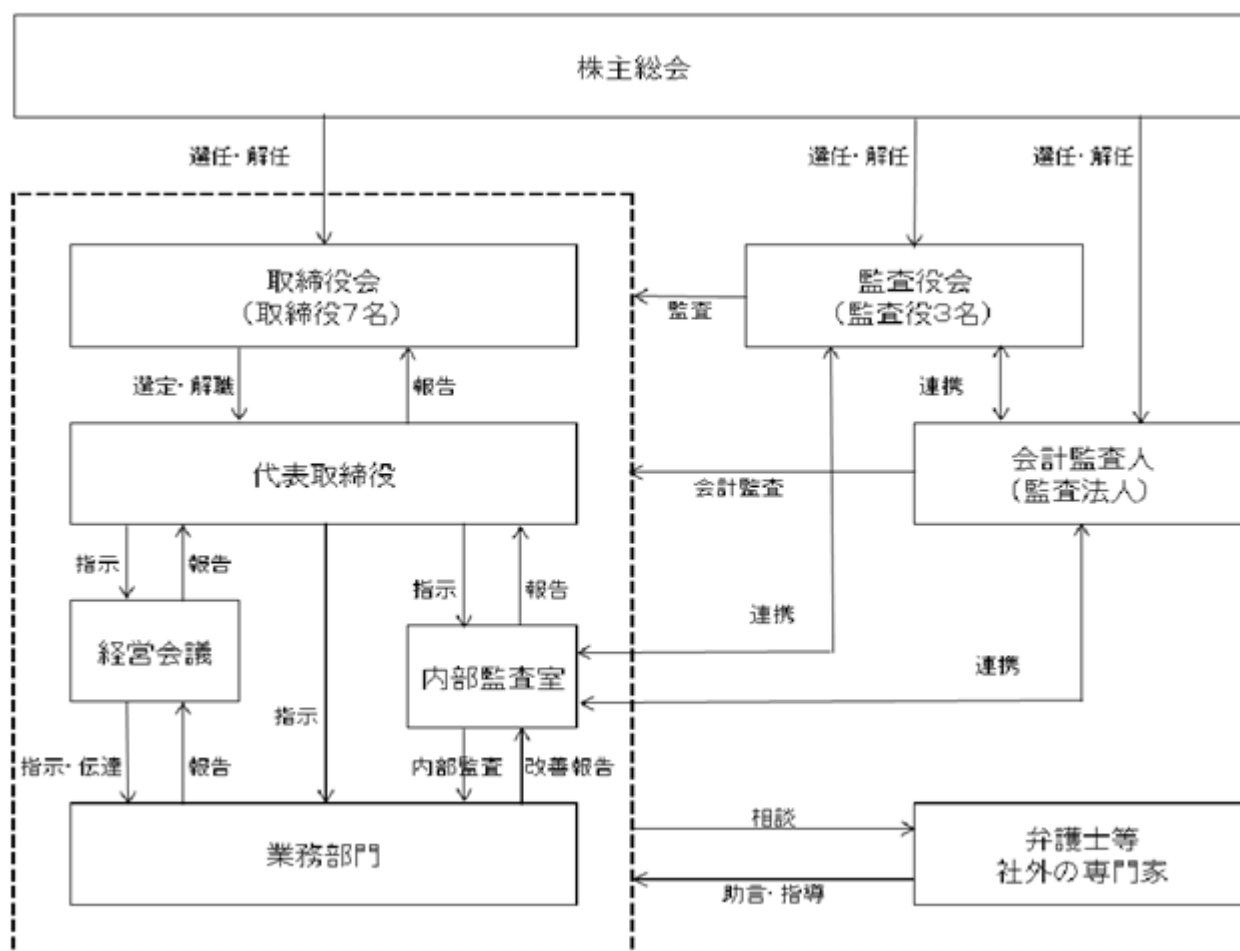 株主総会
選任・解任
選任・解任
選任・解任
取締役会
（取締役７名）
監査役会
（監査役３名）
監査
選定・解職
報告
連携
代表取締役
会計監査人
（監査法人）
会計監査
指示
報告
指示
報告
連携
経営会議
内部監査室
連携
指示
指示・伝達
報告
内部監査
改善報告
業務部門
相談
弁護士等
社外の専門家
助言・指導